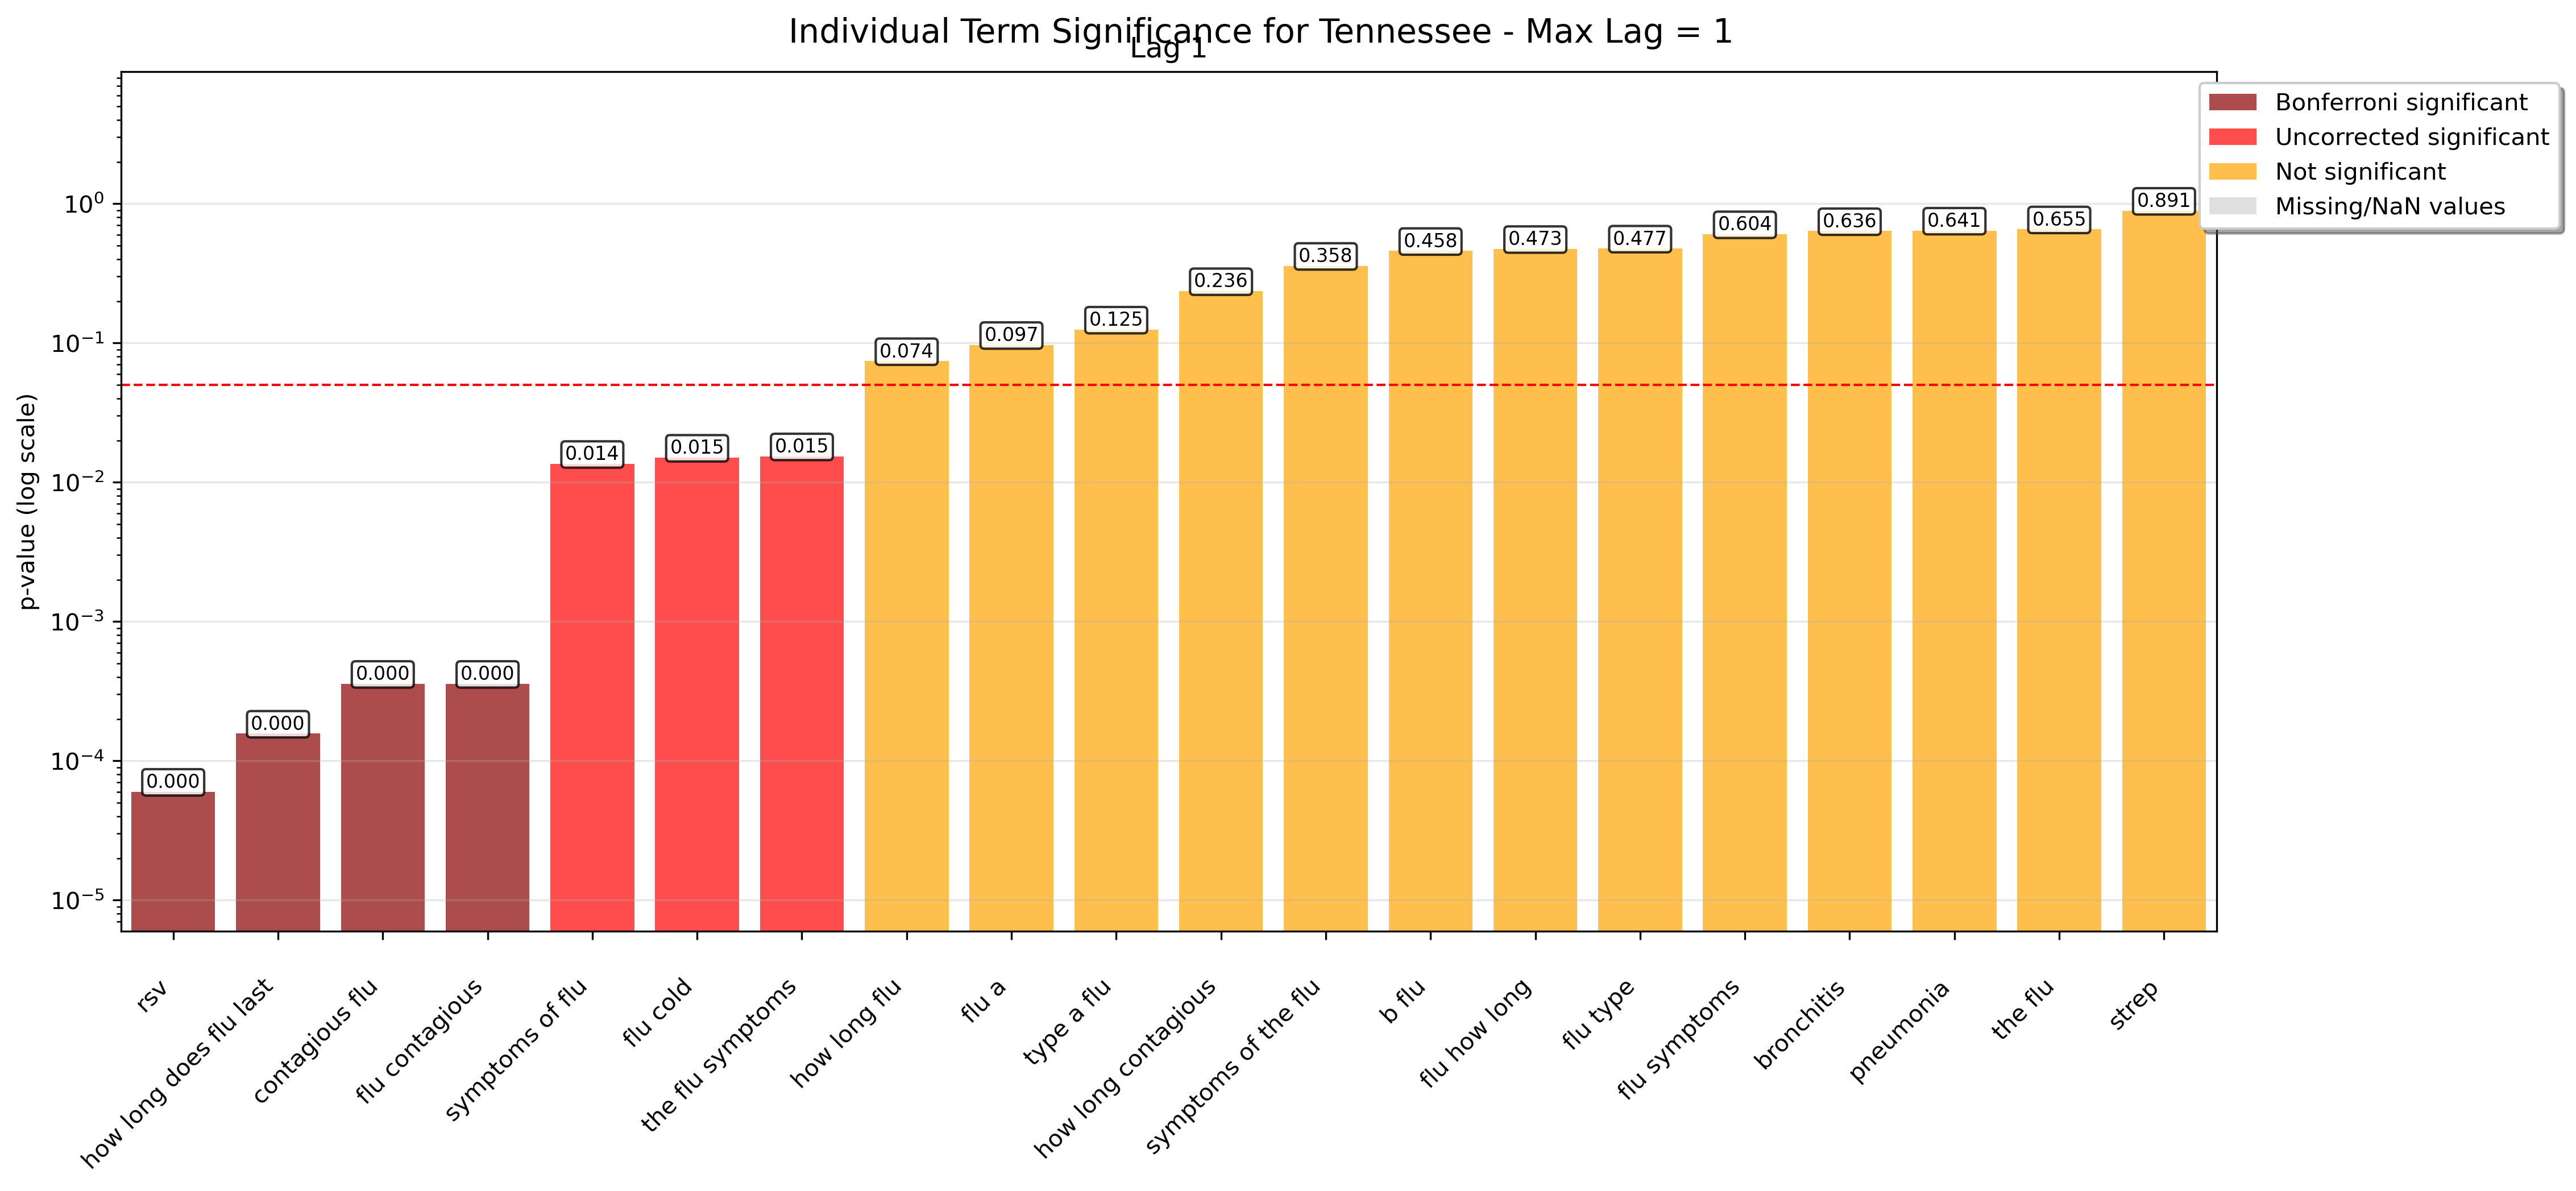 Individual Term Significance for Tennessee - Max Lag = 1
Lag 1
Bonferroni significant
Uncorrected significant
Not significant
Missing/NaN values
p-value (log scale)
10⁰
10⁻¹
10⁻²
10⁻³
10⁻⁴
10⁻⁵
0.000
0.000
0.000
0.000
0.014
0.015
0.015
0.074
0.097
0.125
0.236
0.358
0.458
0.473
0.477
0.604
0.636
0.641
0.655
0.891
rsv
how long does flu last
contagious flu
flu contagious
symptoms of flu
flu cold
the flu symptoms
how long flu
flu a
type a flu
how long contagious
symptoms of the flu
b flu
flu how long
flu type
flu symptoms
bronchitis
pneumonia
the flu
strep